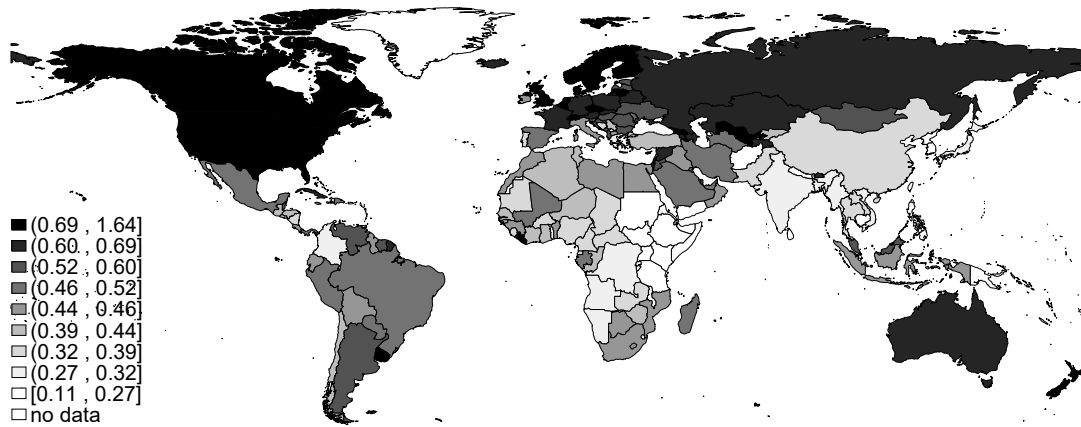 (0.69 , 1.64]
(0.60 , 0.69]
(0.52 , 0.60]
(0.46 , 0.52]
(0.44 , 0.46]
(0.39 , 0.44]
(0.32 , 0.39]
(0.27 , 0.32]
[0.11 , 0.27]
no data